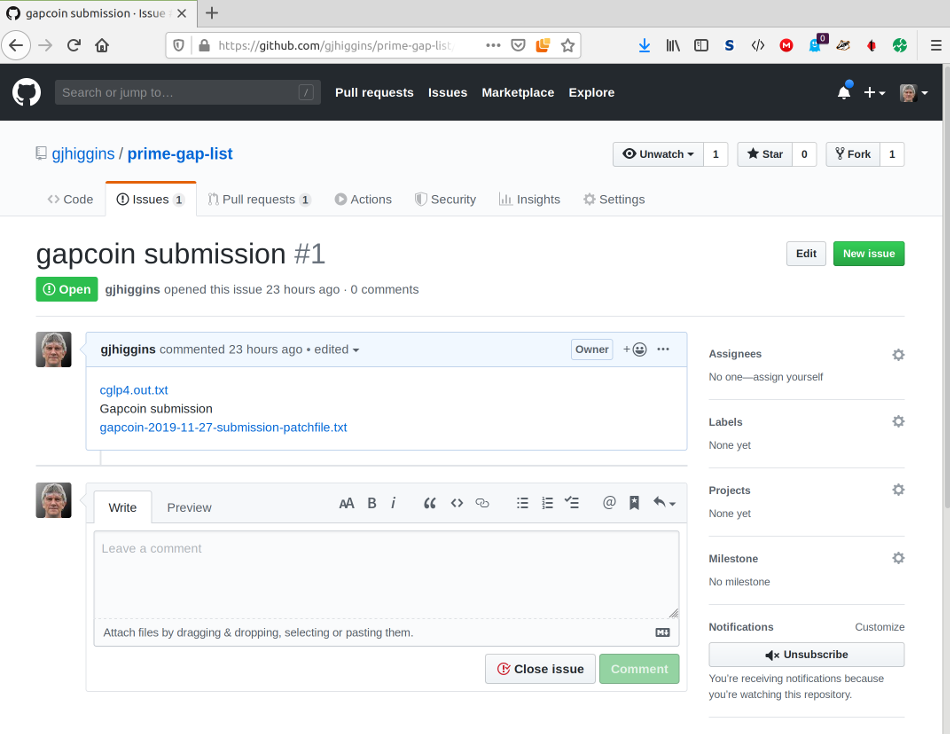 gapcoin submission · Issue
https://github.com/gjhiggins/prime-gap-list
0
Search or jump to… /
Pull requests Issues Marketplace Explore
gjhiggins / prime-gap-list
Unwatch 1 Star 0 Fork 1
Code Issues 1 Pull requests 1 Actions Security Insights Settings
gapcoin submission #1
Edit New issue
Open gjhiggins opened this issue 23 hours ago · 0 comments
gjhiggins commented 23 hours ago • edited
Owner
cglp4.out.txt
Gapcoin submission
gapcoin-2019-11-27-submission-patchfile.txt
Write Preview
AA B i
Leave a comment
Attach files by dragging & dropping, selecting or pasting them.
Close issue Comment
Assignees
No one—assign yourself
Labels
None yet
Projects
None yet
Milestone
No milestone
Notifications Customize
Unsubscribe
You're receiving notifications because
you're watching this repository.